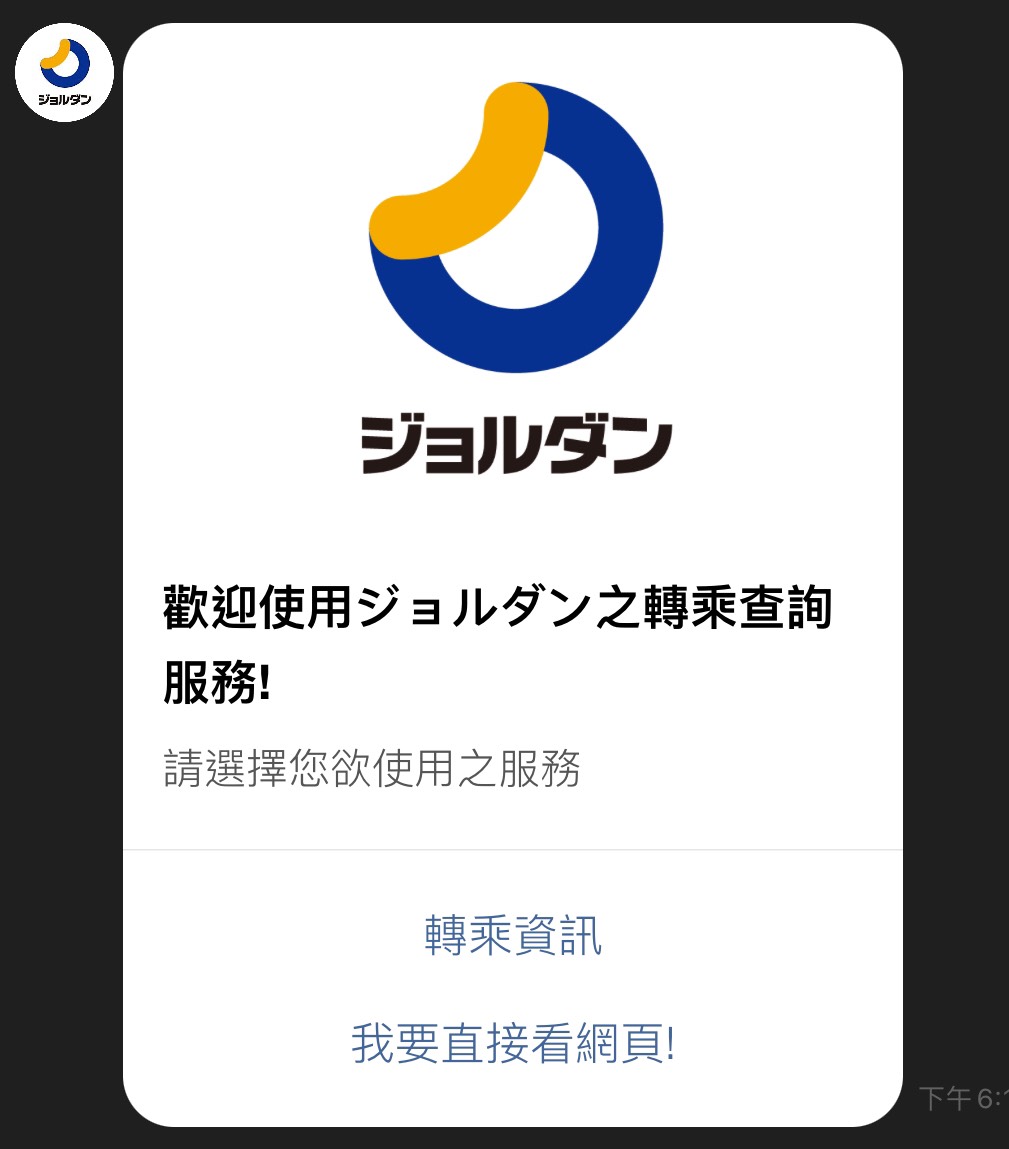 ジョルダン
ジョルダン
歡迎使用ジョルダン之轉乘查詢
服務!
請選擇您欲使用之服務
轉乘資訊
我要直接看網頁!
下午 6: